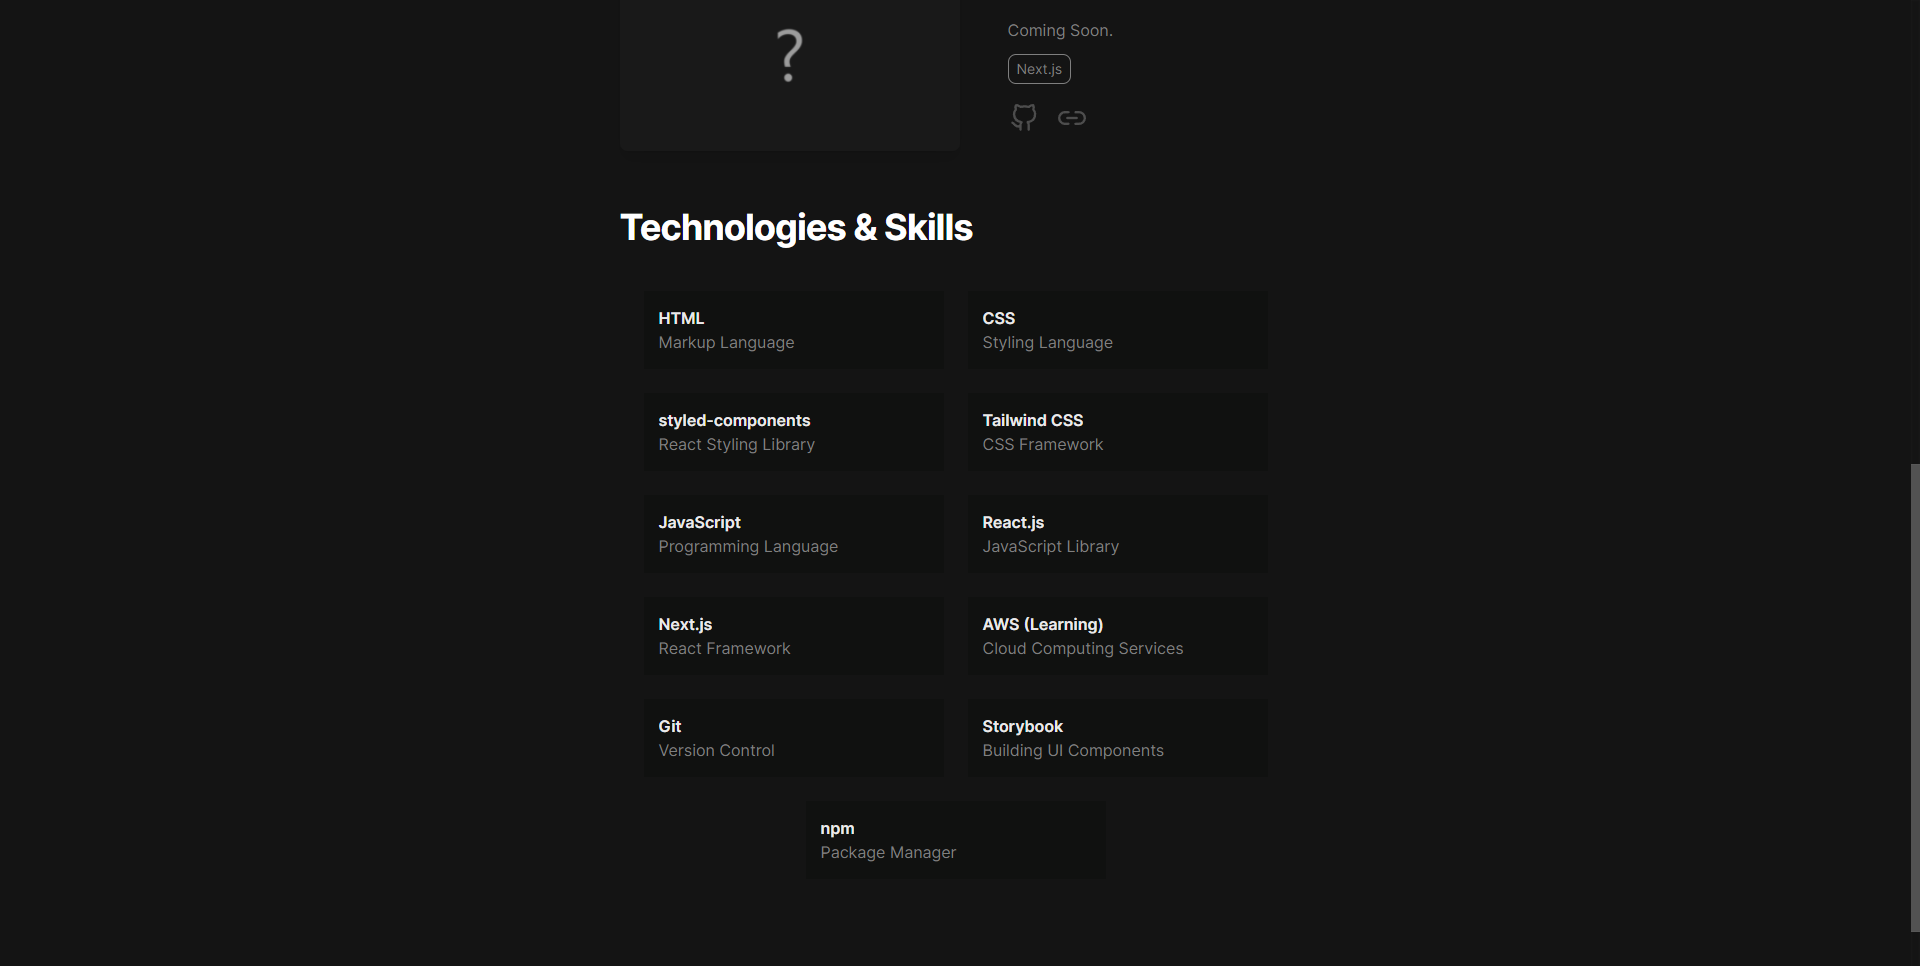 ?
Coming Soon.
Next.js
Technologies & Skills
HTML
Markup Language
CSS
Styling Language
styled-components
React Styling Library
Tailwind CSS
CSS Framework
JavaScript
Programming Language
React.js
JavaScript Library
Next.js
React Framework
AWS (Learning)
Cloud Computing Services
Git
Version Control
Storybook
Building UI Components
npm
Package Manager